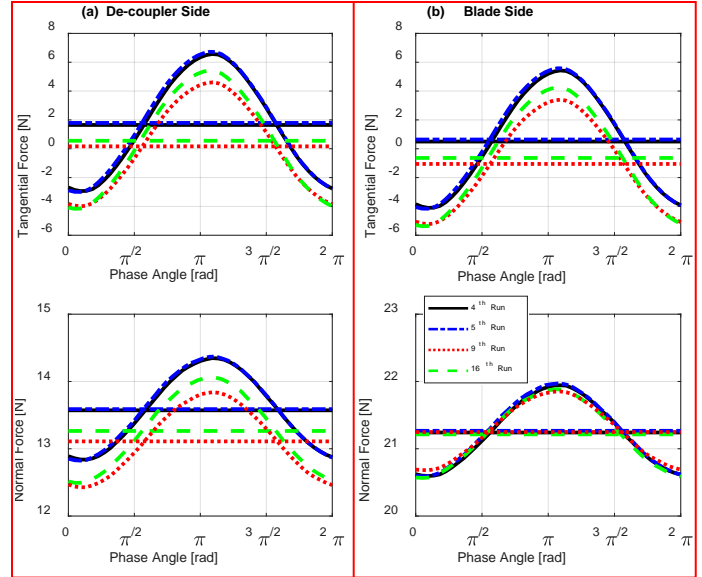 (a) De-coupler Side
(b) Blade Side
8
6
4
2
0
-2
-4
-6
Tangential Force [N]
0
π/2
π
3 π/2
2 π
Phase Angle [rad]
8
6
4
2
0
-2
-4
-6
Tangential Force [N]
0
π/2
π
3 π/2
2 π
Phase Angle [rad]
15
14
13
12
Normal Force [N]
0
π/2
π
3 π/2
2 π
Phase Angle [rad]
23
22
21
20
Normal Force [N]
4 th Run
5 th Run
9 th Run
16 th Run
0
π/2
π
3 π/2
2 π
Phase Angle [rad]